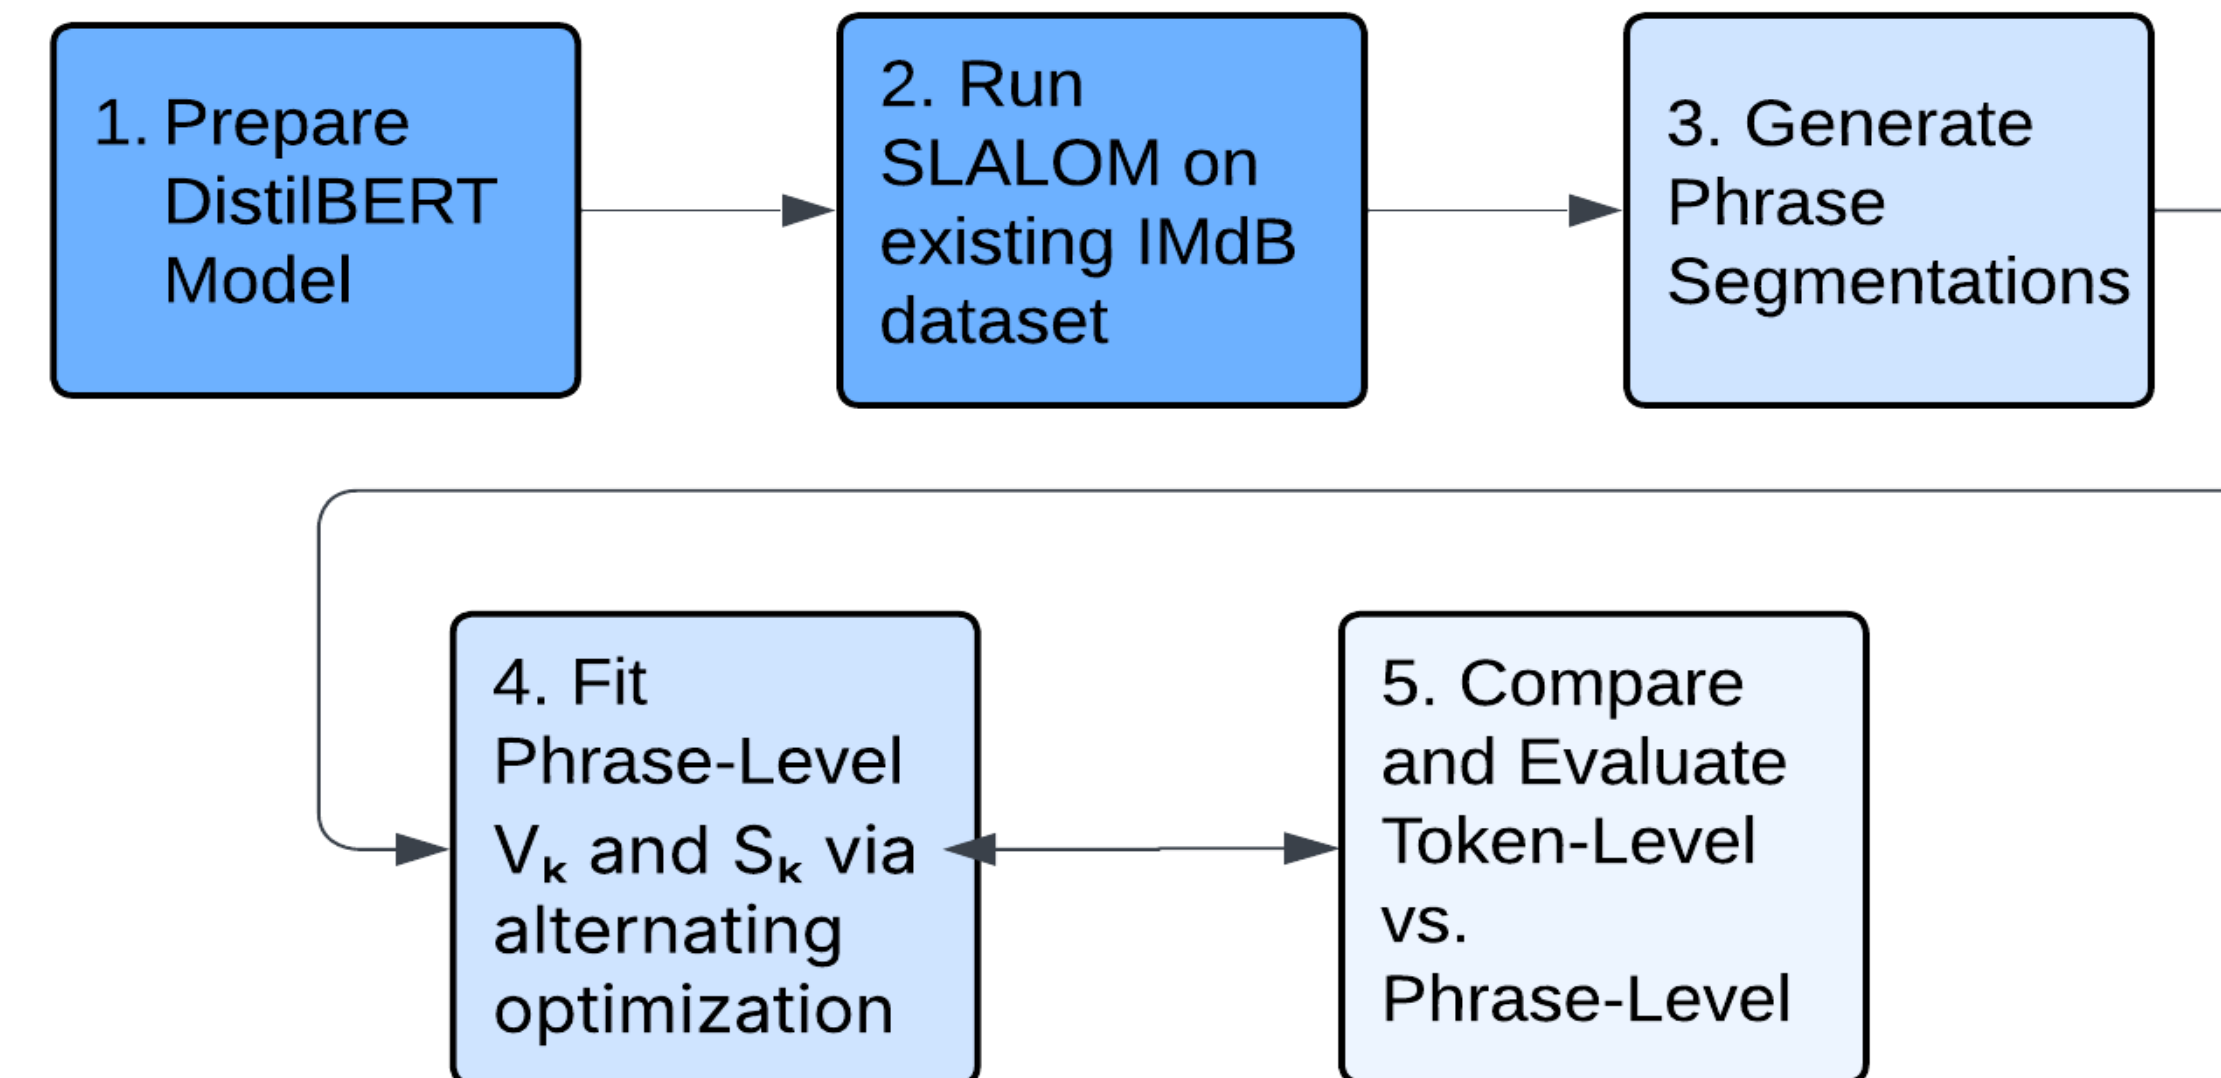 1. Prepare
DistilBERT
Model
2. Run
SLALOM on
existing IMdB
dataset
3. Generate
Phrase
Segmentations
4. Fit
Phrase-Level
Vₖ and Sₖ via
alternating
optimization
5. Compare
and Evaluate
Token-Level
vs.
Phrase-Level